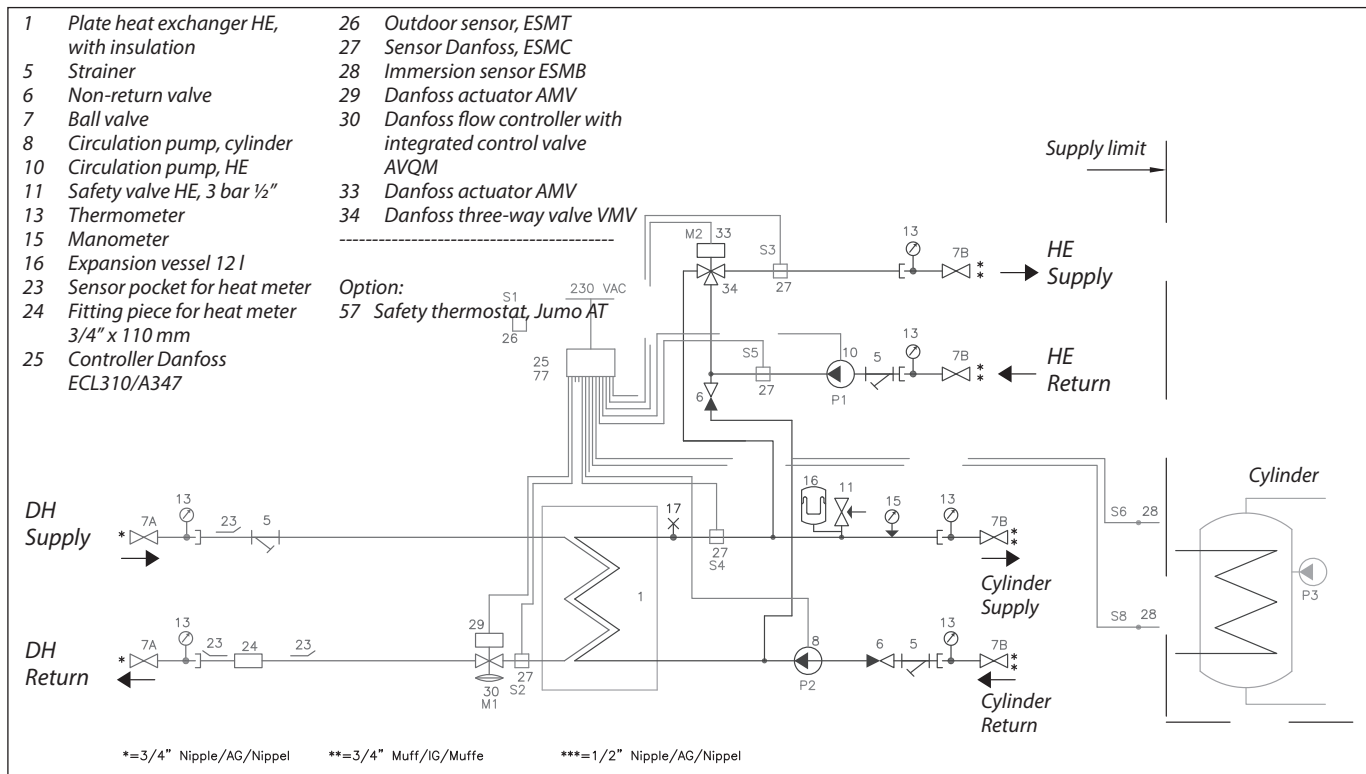 1 Plate heat exchanger HE,
with insulation
5 Strainer
6 Non-return valve
7 Ball valve
8 Circulation pump, cylinder
10 Circulation pump, HE
11 Safety valve HE, 3 bar ½"
13 Thermometer
15 Manometer
16 Expansion vessel 12 l
23 Sensor pocket for heat meter
24 Fitting piece for heat meter
3/4" x 110 mm
25 Controller Danfoss
ECL310/A347
26 Outdoor sensor, ESMT
27 Sensor Danfoss, ESMC
28 Immersion sensor ESMB
29 Danfoss actuator AMV
30 Danfoss flow controller with
integrated control valve
AVQM
33 Danfoss actuator AMV
34 Danfoss three-way valve VMV
---------------------------------------
Option:
57 Safety thermostat, Jumo AT
Supply limit
M2 33
S3
13
7B
**
HE
Supply
34
27
S1
230 VAC
26
25
77
S5
10
5
13
7B
**
HE
Return
27
P1
6
Cylinder
DH
Supply
*
7A
13
23
5
17
27
S4
16
11
15
13
7B
**
Cylinder
Supply
S6 28
P3
S8 28
1
DH
Return
*
7A
13
23
24
23
29
30
M1
27
S2
8
P2
6
5
13
7B
**
Cylinder
Return
*=3/4" Nipple/AG/Nippel **=3/4" Muff/IG/Muffe ***=1/2" Nipple/AG/Nippel